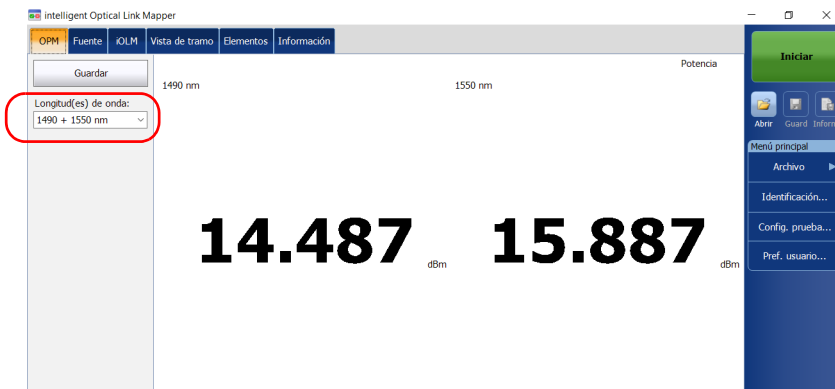 intelligent Optical Link Mapper
OPM Fuente iOLM Vista de tramo Elementos Información
Guardar
Longitud(es) de onda:
1490 + 1550 nm
Potencia
1490 nm 1550 nm
14.487 dBm 15.887 dBm
Iniciar
Abrir Guard Inform
Menú principal
Archivo
Identificación...
Config. prueba...
Pref. usuario...